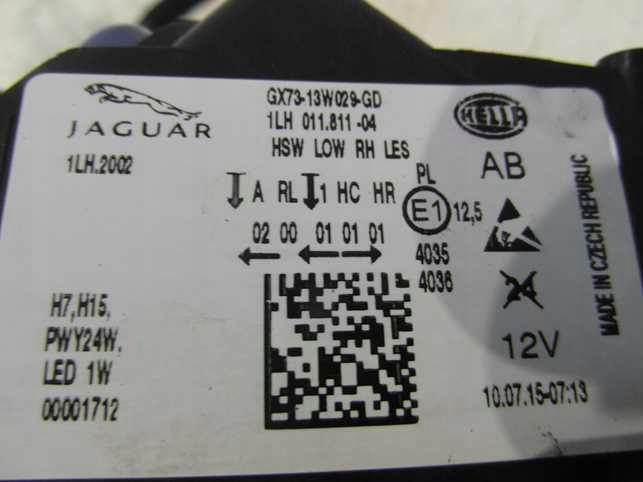 JAGUAR
GX73-13W029-GD
1LH 011.811-04
HSW LOW RH LES
HELLA
1LH.2002
A RL 1 HC HR
PL
E1
12,5
AB
02 00 01 01 01
4035
4036
MADE IN CZECH REPUBLIC
H7,H15,
PWY24W,
LED 1W
00001712
24
12V
10.07.15-07:13